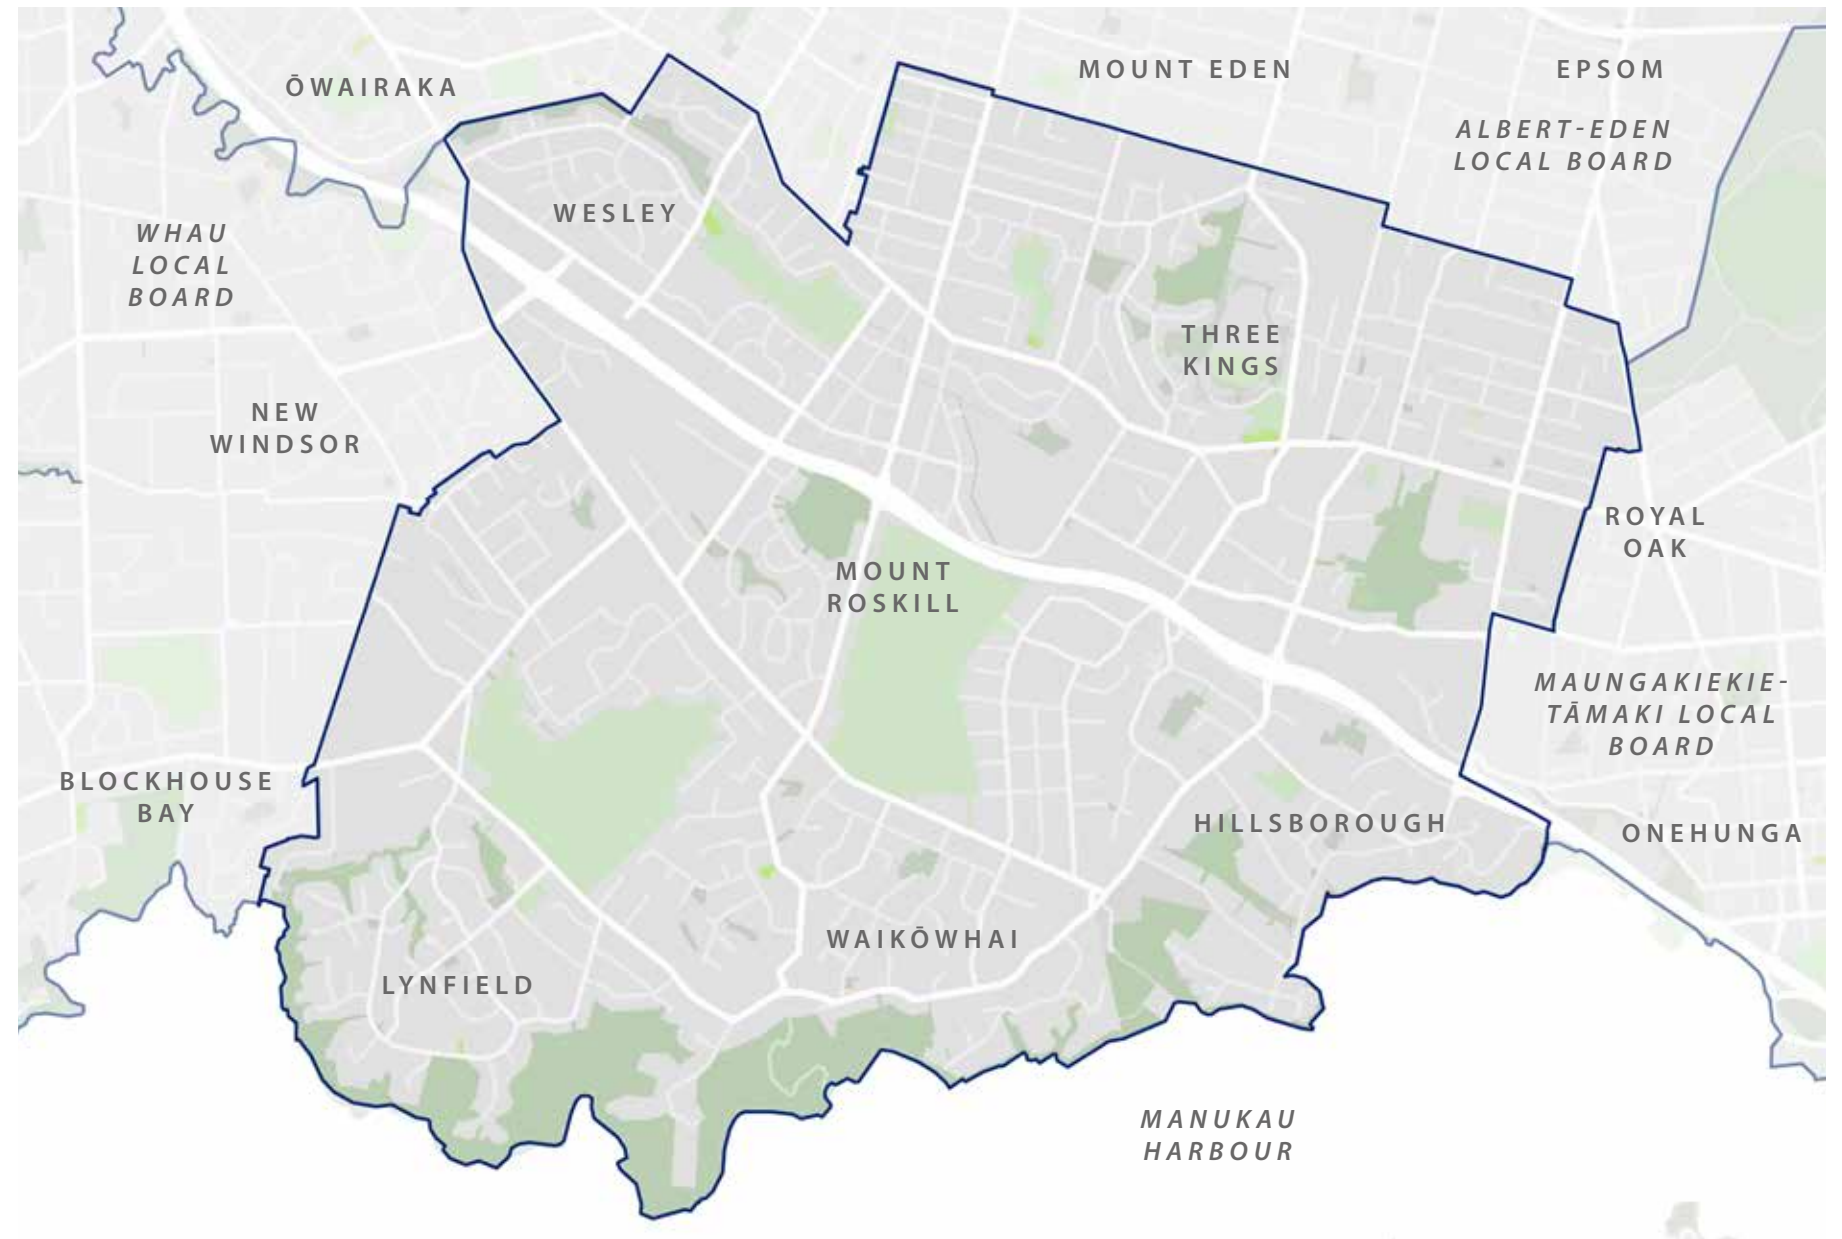 ŌWAIRAKA
MOUNT EDEN
EPSOM
ALBERT-EDEN
LOCAL BOARD
WESLEY
WHAU
LOCAL
BOARD
THREE
KINGS
NEW
WINDSOR
ROYAL
OAK
MOUNT
ROSKILL
MAUNGAKIEKIE-
TĀMAKI LOCAL
BOARD
BLOCKHOUSE
BAY
HILLSBOROUGH
ONEHUNGA
WAIKŌWHAI
LYNFIELD
MANUKAU
HARBOUR